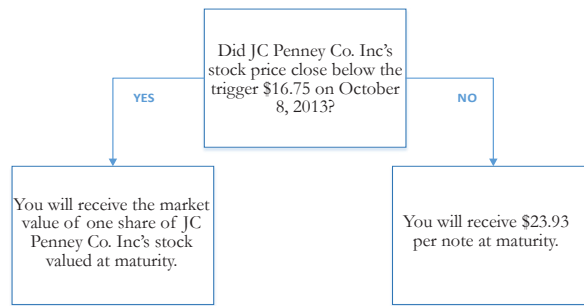 Did JC Penney Co. Inc’s
stock price close below the
trigger $16.75 on October
8, 2013?
YES
NO
You will receive the market
value of one share of JC
Penney Co. Inc’s stock
valued at maturity.
You will receive $23.93
per note at maturity.